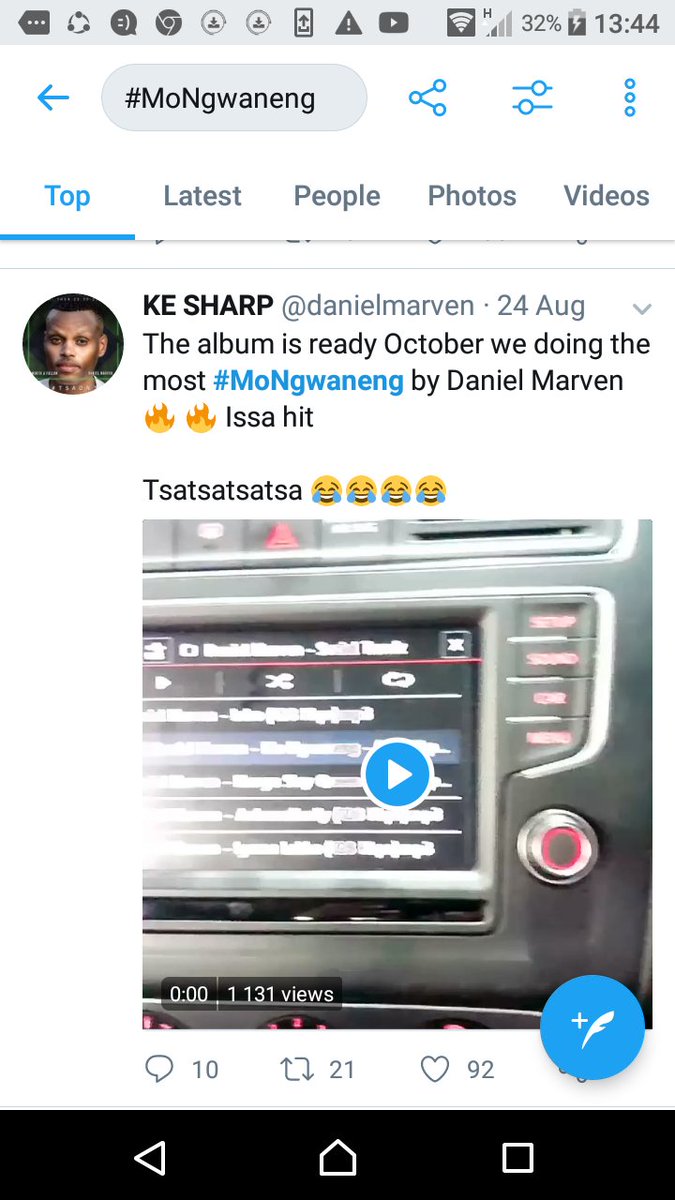 H
32%
13:44
#MoNgwaneng
Top Latest People Photos Videos
KE SHARP @danielmarven · 24 Aug
The album is ready October we doing the
most #MoNgwaneng by Daniel Marven
🔥 🔥 Issa hit
Tsatsatsatsa 😂😂😂😂
MENU
0:00 1 131 views
10 21 92